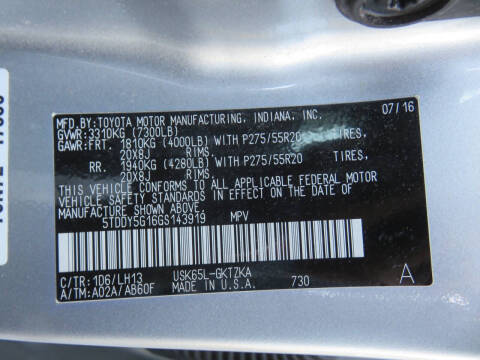 MFD.BY:TOYOTA MOTOR MANUFACTURING, INDIANA, INC. 07/16
GVWR:3310KG (7300LB)
GAWR:FRT. 1810KG (4000LB) WITH P275/55R20 TIRES,
20X8J RIMS,
RR. 1940KG (4280LB) WITH P275/55R20 TIRES,
20X8J RIMS,
THIS VEHICLE CONFORMS TO ALL APPLICABLE FEDERAL MOTOR
VEHICLE SAFETY STANDARDS IN EFFECT ON THE DATE OF
MANUFACTURE SHOWN ABOVE.
5TDDY5G16GS143919 MPV
C/TR:1D6/LH13 USK65L-GKTZKA
A/TM:A02A/AB60F MADE IN U.S.A. 730 A